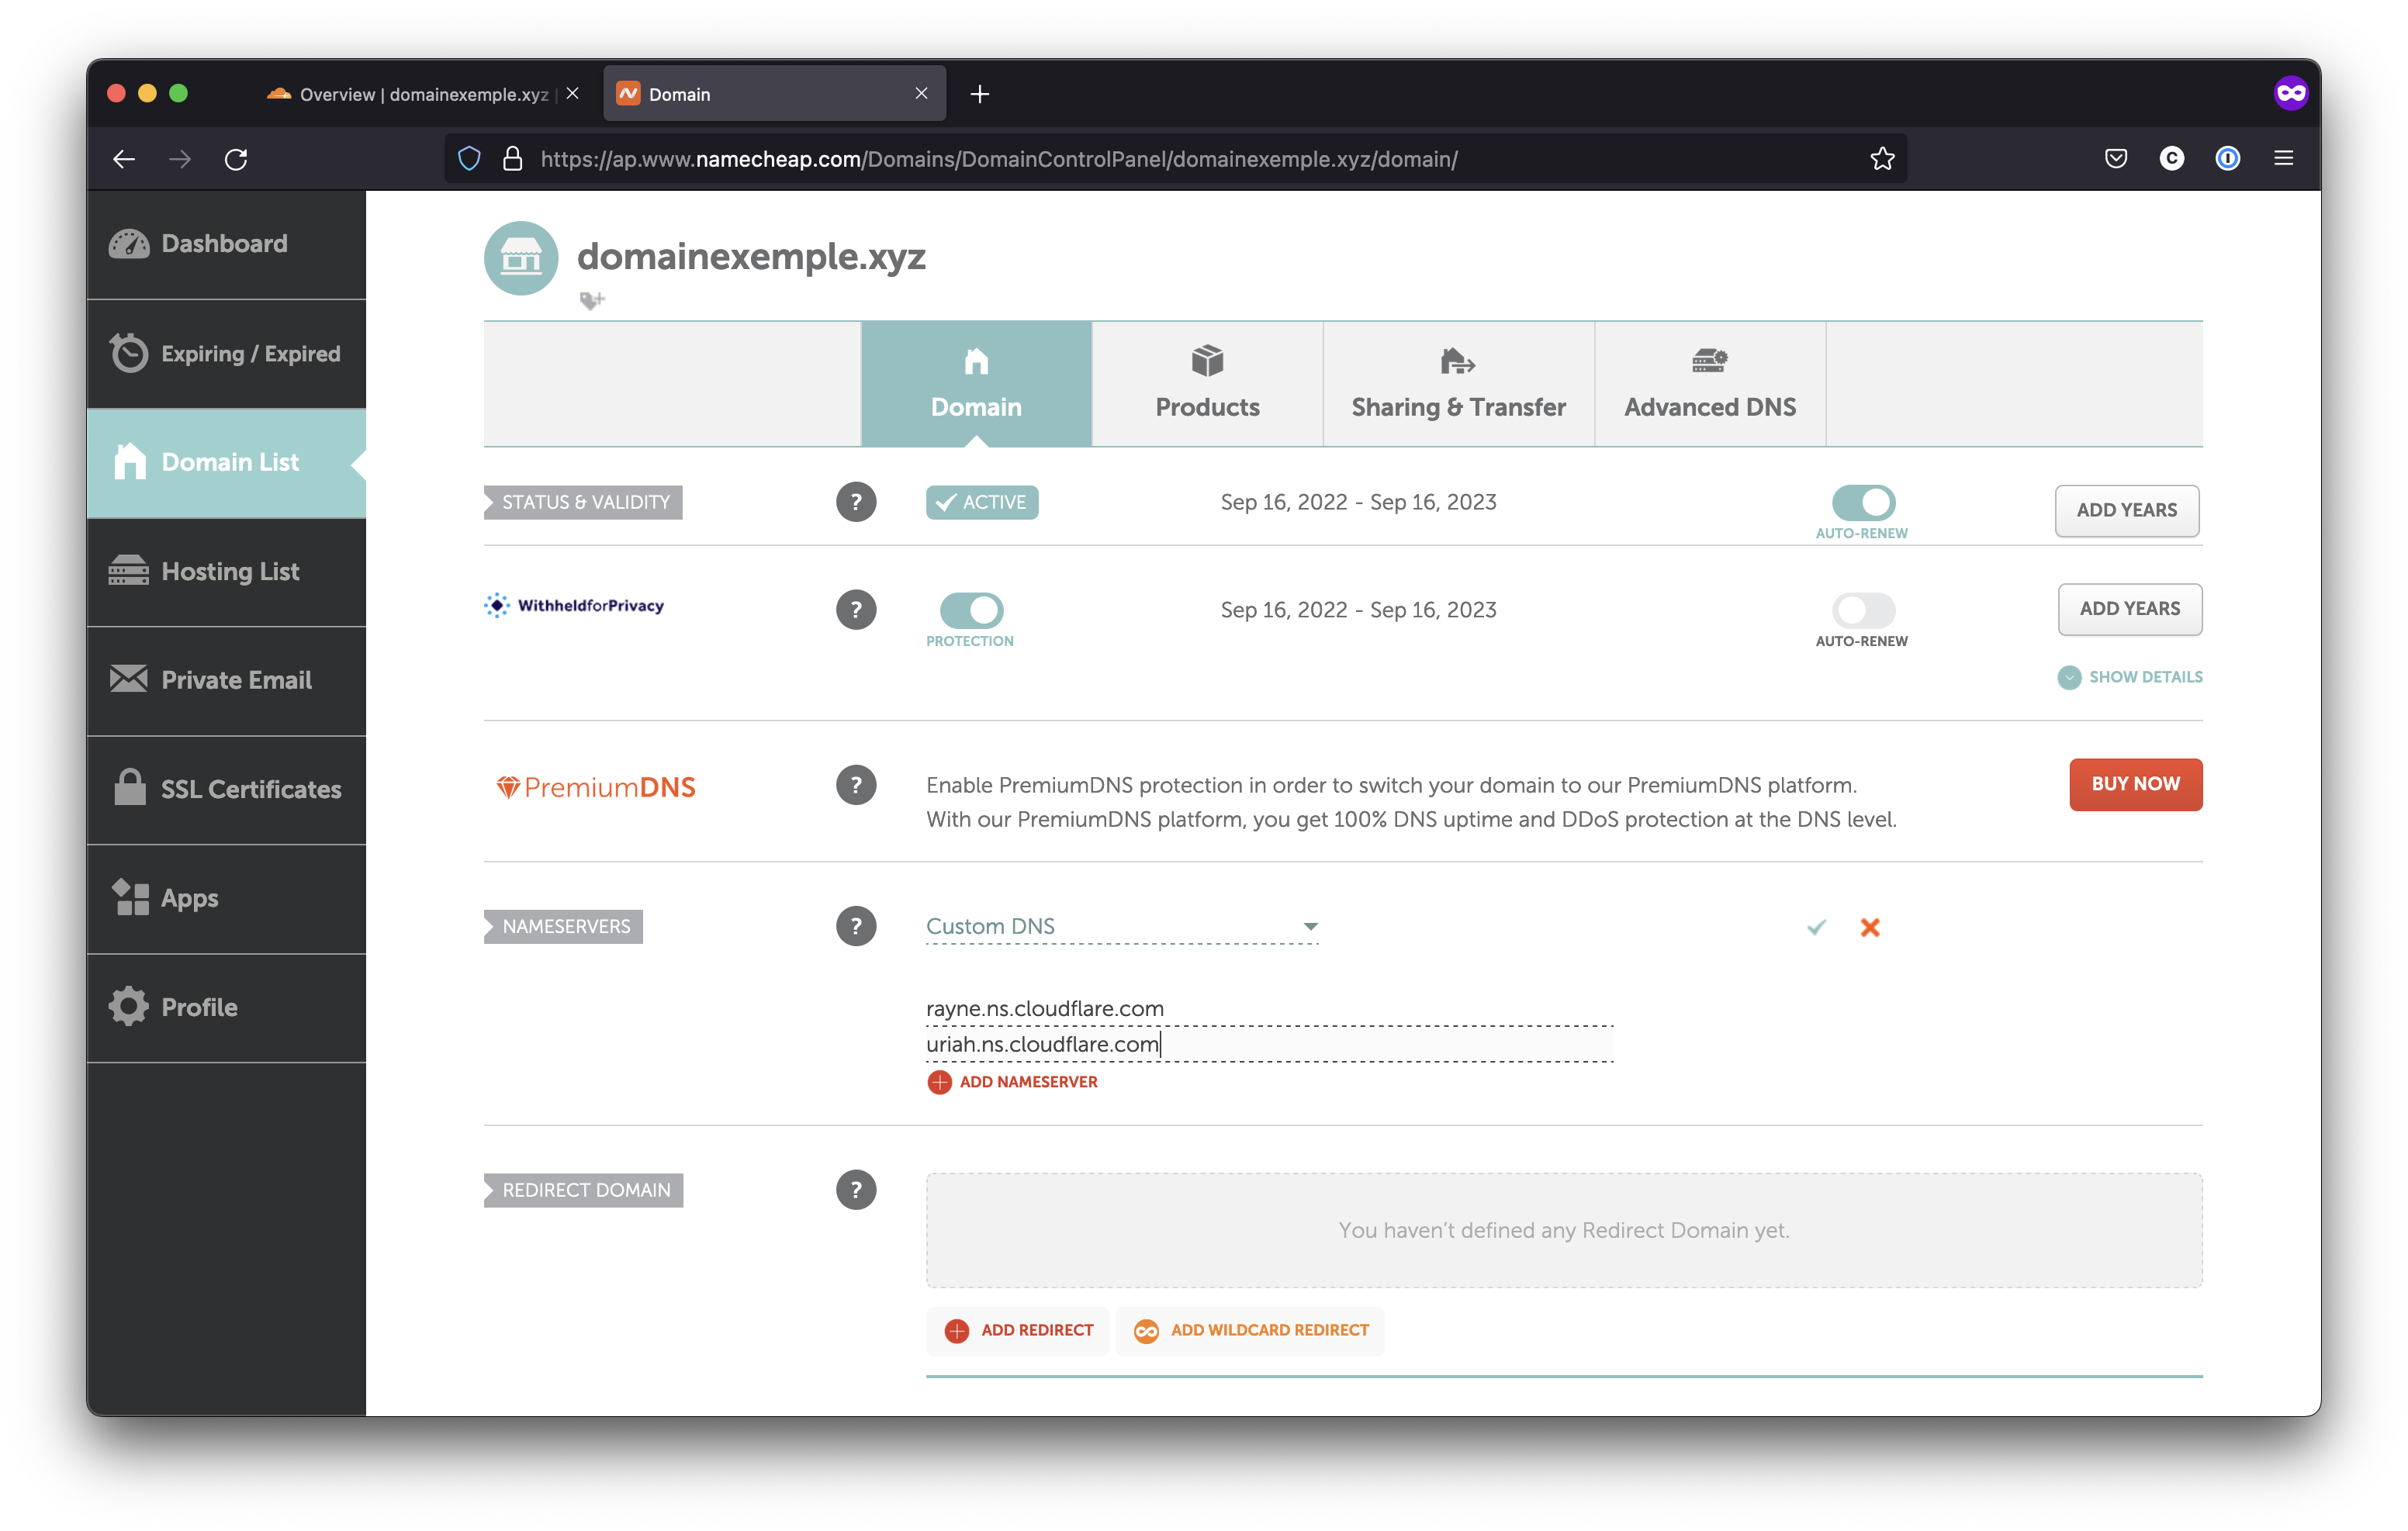 Overview | domainexemple.xyz |
Domain
https://ap.www.namecheap.com/Domains/DomainControlPanel/domainexemple.xyz/domain/
Dashboard
Expiring / Expired
Domain List
Hosting List
Private Email
SSL Certificates
Apps
Profile
domainexemple.xyz
Domain
Products
Sharing & Transfer
Advanced DNS
STATUS & VALIDITY
?
ACTIVE
Sep 16, 2022 - Sep 16, 2023
AUTO-RENEW
ADD YEARS
WithheldforPrivacy
?
PROTECTION
Sep 16, 2022 - Sep 16, 2023
AUTO-RENEW
ADD YEARS
SHOW DETAILS
PremiumDNS
?
Enable PremiumDNS protection in order to switch your domain to our PremiumDNS platform.
With our PremiumDNS platform, you get 100% DNS uptime and DDoS protection at the DNS level.
BUY NOW
NAMESERVERS
?
Custom DNS
rayne.ns.cloudflare.com
uriah.ns.cloudflare.com
ADD NAMESERVER
REDIRECT DOMAIN
?
You haven't defined any Redirect Domain yet.
ADD REDIRECT
ADD WILDCARD REDIRECT